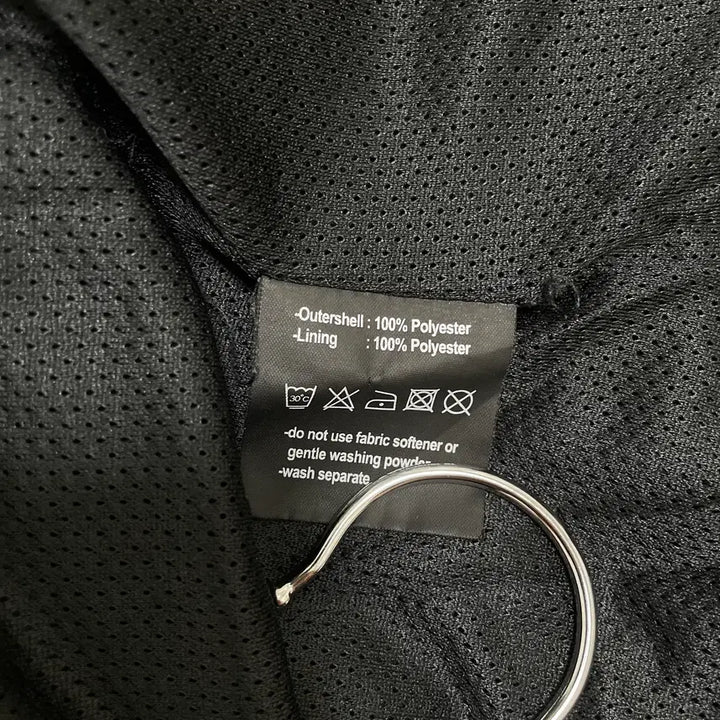 -Outershell : 100% Polyester
-Lining : 100% Polyester
30°C
-do not use fabric softener or
gentle washing powder
-wash separate